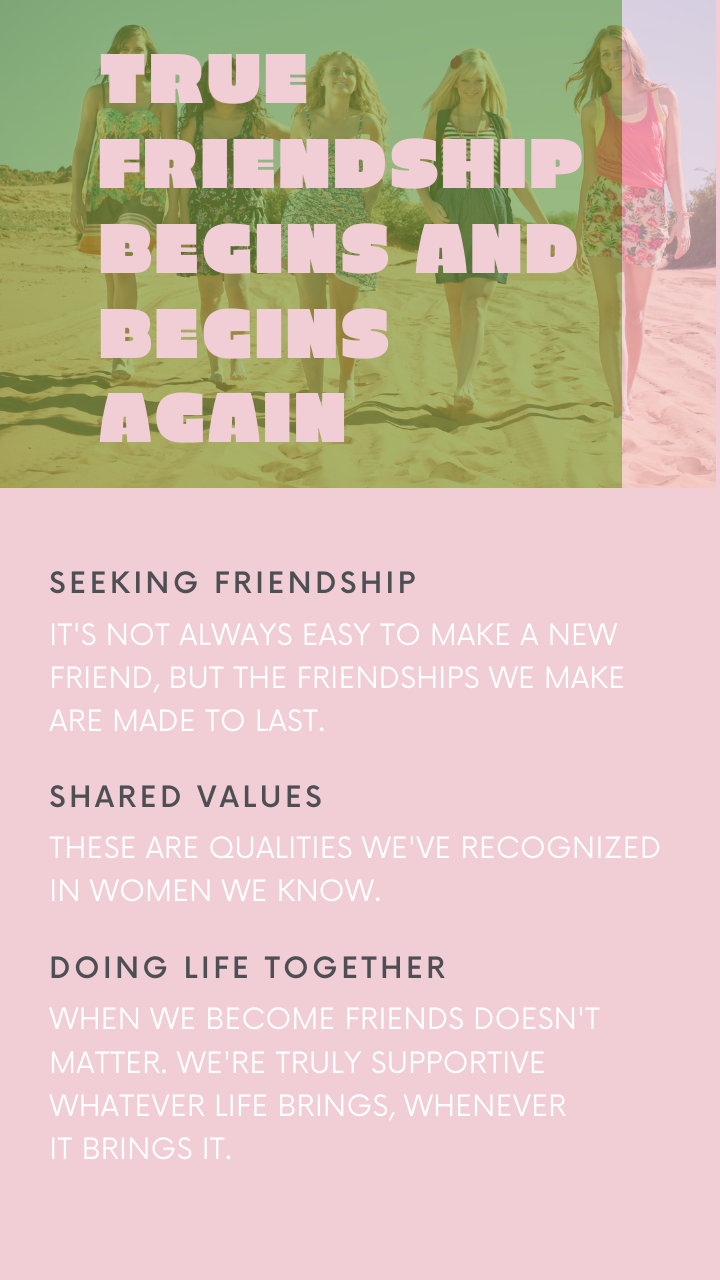 TRUE
FRIENDSHIP
BEGINS AND
BEGINS
AGAIN
SEEKING FRIENDSHIP
IT'S NOT ALWAYS EASY TO MAKE A NEW
FRIEND, BUT THE FRIENDSHIPS WE MAKE
ARE MADE TO LAST.
SHARED VALUES
THESE ARE QUALITIES WE'VE RECOGNIZED
IN WOMEN WE KNOW.
DOING LIFE TOGETHER
WHEN WE BECOME FRIENDS DOESN'T
MATTER. WE'RE TRULY SUPPORTIVE
WHATEVER LIFE BRINGS, WHENEVER
IT BRINGS IT.